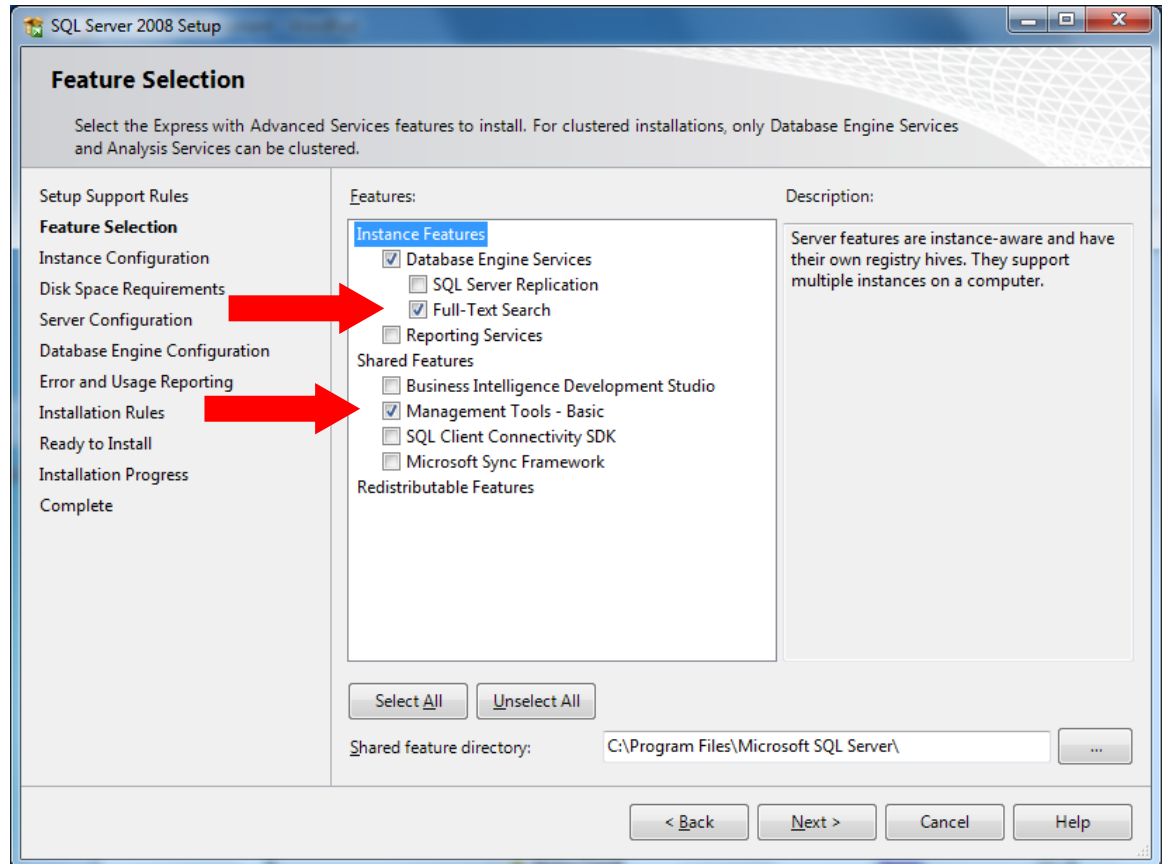 SQL Server 2008 Setup
Feature Selection
Select the Express with Advanced Services features to install. For clustered installations, only Database Engine Services
and Analysis Services can be clustered.
Setup Support Rules
Feature Selection
Instance Configuration
Disk Space Requirements
Server Configuration
Database Engine Configuration
Error and Usage Reporting
Installation Rules
Ready to Install
Installation Progress
Complete
Features:
Instance Features
Database Engine Services
SQL Server Replication
Full-Text Search
Reporting Services
Shared Features
Business Intelligence Development Studio
Management Tools - Basic
SQL Client Connectivity SDK
Microsoft Sync Framework
Redistributable Features
Description:
Server features are instance-aware and have
their own registry hives. They support
multiple instances on a computer.
Select All
Unselect All
Shared feature directory:
C:\Program Files\Microsoft SQL Server\
...
< Back
Next >
Cancel
Help